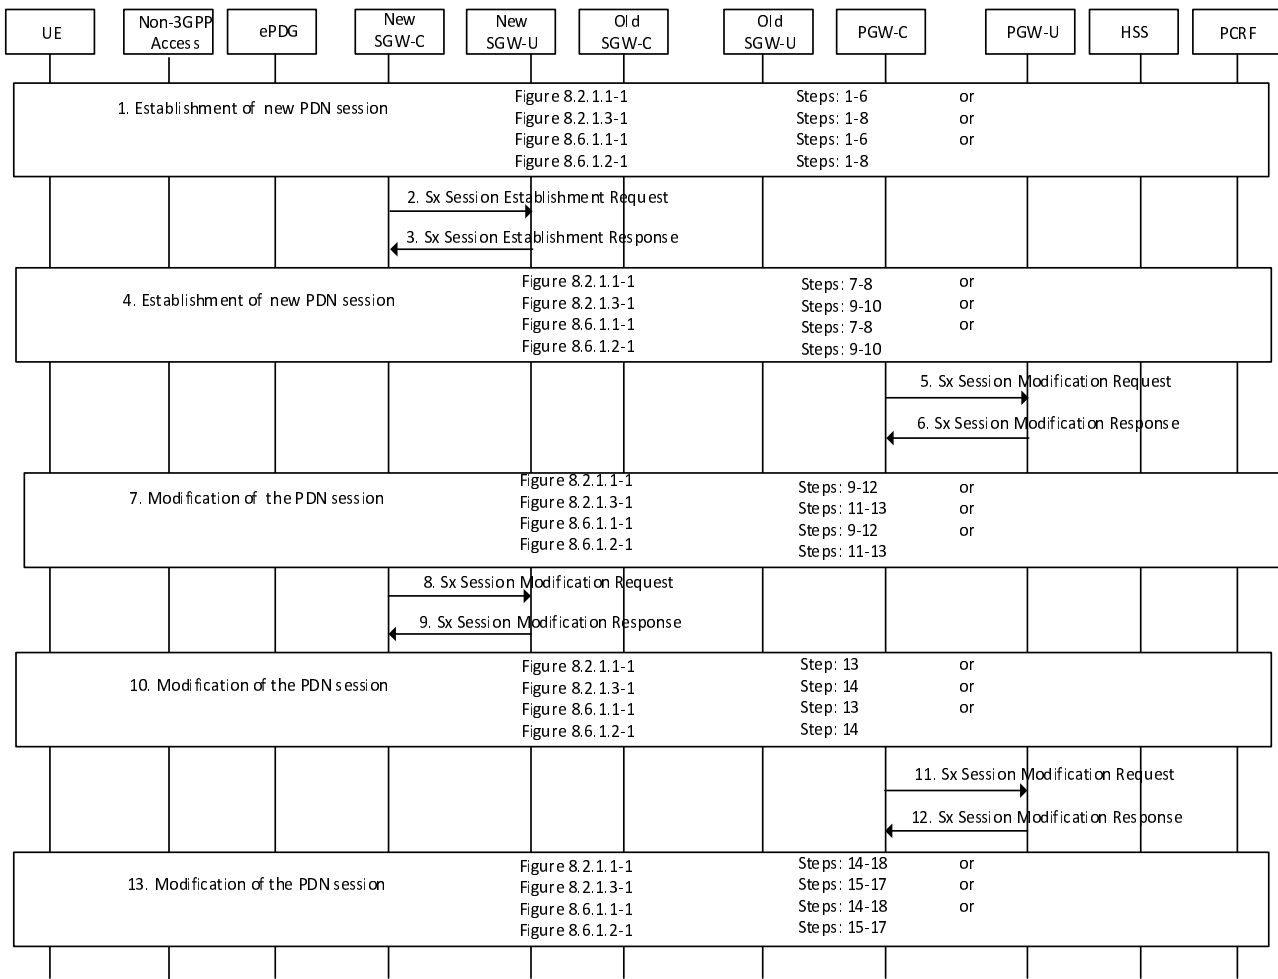 UE
Non-3GPP
Access
ePDG
New
SGW-C
New
SGW-U
Old
SGW-C
Old
SGW-U
PGW-C
PGW-U
HSS
PCRF
1. Establishment of new PDN session
Figure 8.2.1.1-1 Steps: 1-6 or
Figure 8.2.1.3-1 Steps: 1-8 or
Figure 8.6.1.1-1 Steps: 1-6 or
Figure 8.6.1.2-1 Steps: 1-8
2. Sx Session Establishment Request
3. Sx Session Establishment Response
4. Establishment of new PDN session
Figure 8.2.1.1-1 Steps: 7-8 or
Figure 8.2.1.3-1 Steps: 9-10 or
Figure 8.6.1.1-1 Steps: 7-8 or
Figure 8.6.1.2-1 Steps: 9-10
5. Sx Session Modification Request
6. Sx Session Modification Response
7. Modification of the PDN session
Figure 8.2.1.1-1 Steps: 9-12 or
Figure 8.2.1.3-1 Steps: 11-13 or
Figure 8.6.1.1-1 Steps: 9-12 or
Figure 8.6.1.2-1 Steps: 11-13
8. Sx Session Modification Request
9. Sx Session Modification Response
10. Modification of the PDN session
Figure 8.2.1.1-1 Step: 13 or
Figure 8.2.1.3-1 Step: 14 or
Figure 8.6.1.1-1 Step: 13 or
Figure 8.6.1.2-1 Step: 14
11. Sx Session Modification Request
12. Sx Session Modification Response
13. Modification of the PDN session
Figure 8.2.1.1-1 Steps: 14-18 or
Figure 8.2.1.3-1 Steps: 15-17 or
Figure 8.6.1.1-1 Steps: 14-18 or
Figure 8.6.1.2-1 Steps: 15-17